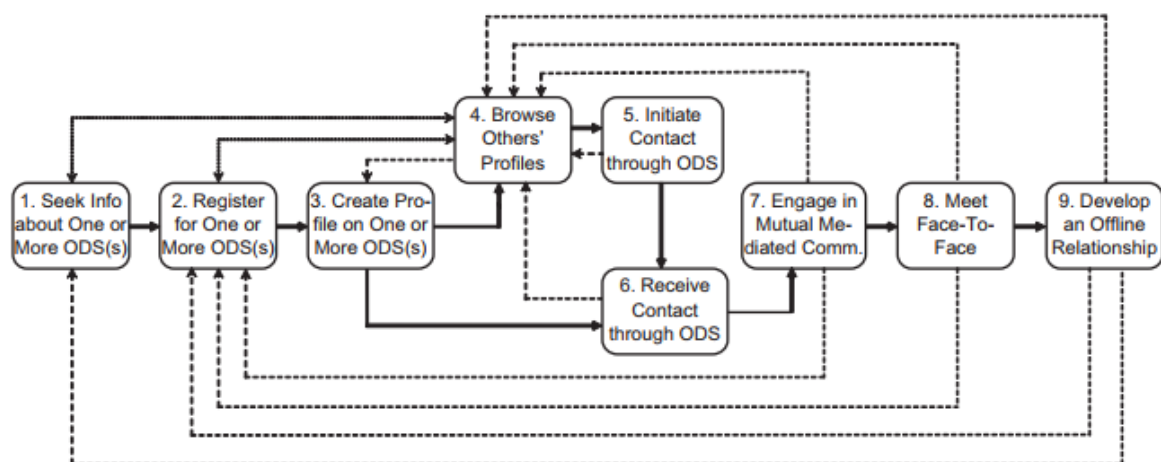 4. Browse
Others’
Profiles
5. Initiate
Contact
through ODS
1. Seek Info
about One or
More ODS(s)
2. Register
for One or
More ODS(s)
3. Create Pro-
file on One or
More ODS(s)
7. Engage in
Mutual Me-
diated Comm.
8. Meet
Face-To-
Face
9. Develop
an Offline
Relationship
6. Receive
Contact
through ODS